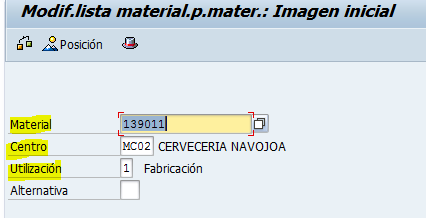 Modif.lista material.p.mater.: Imagen inicial
Posición
Material 139011
Centro MC02 CERVECERIA NAVOJOA
Utilización 1 Fabricación
Alternativa